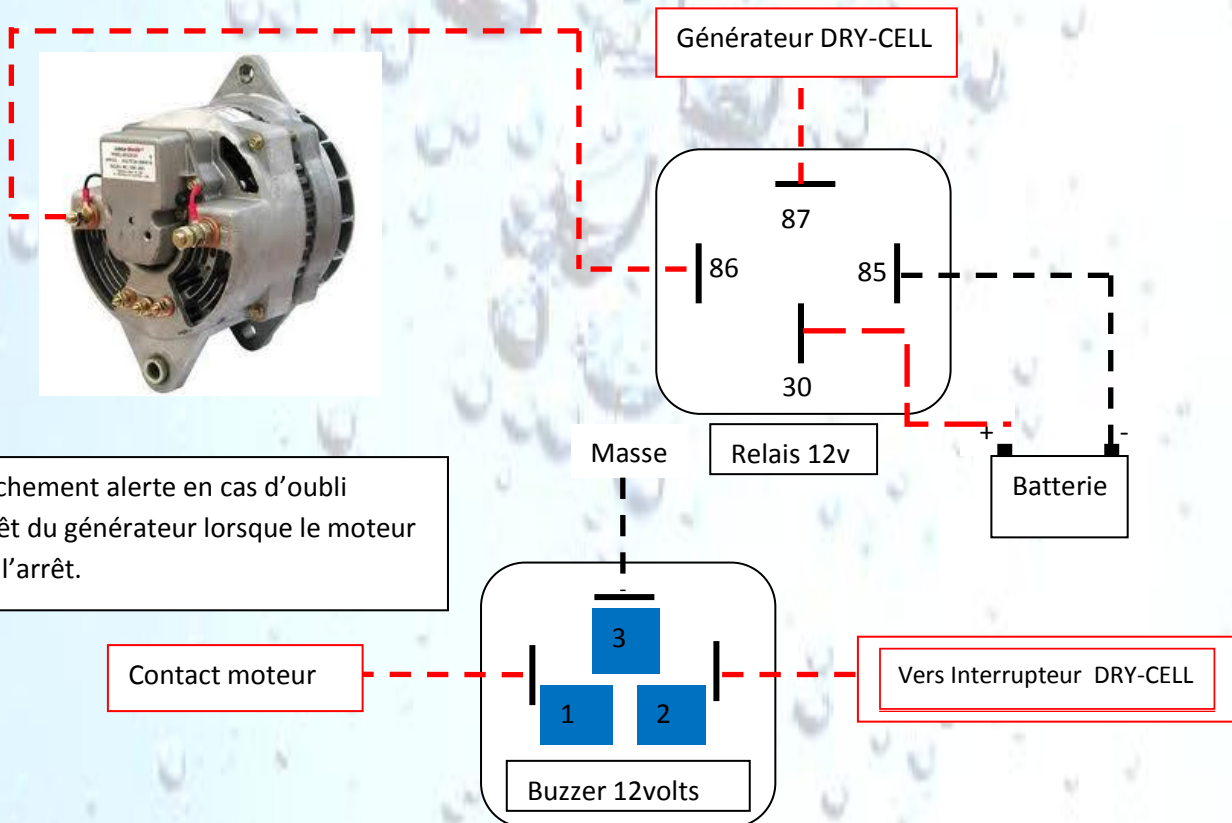 Générateur DRY-CELL
87
86
85
30
Masse
Relais 12v
+
-
Batterie
chement alerte en cas d’oubli
êt du générateur lorsque le moteur
l’arrêt.
-
3
Contact moteur
Vers Interrupteur DRY-CELL
1
2
Buzzer 12volts